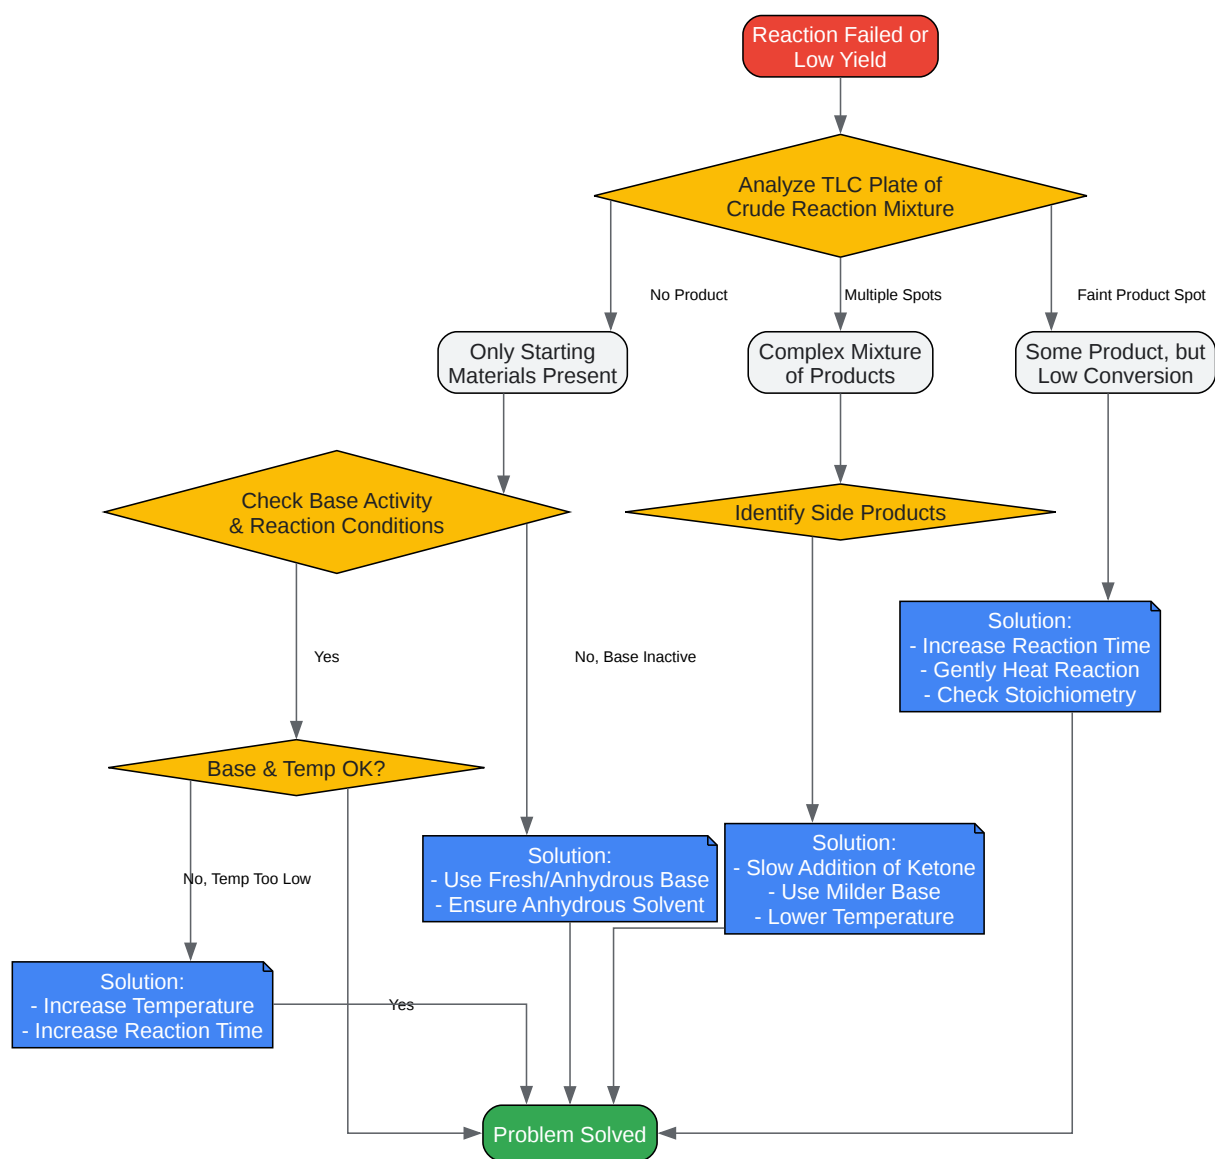 Reaction Failed or
Low Yield
Analyze TLC Plate of
Crude Reaction Mixture
No Product
Multiple Spots
Faint Product Spot
Only Starting
Materials Present
Complex Mixture
of Products
Some Product, but
Low Conversion
Check Base Activity
& Reaction Conditions
Identify Side Products
Solution:
- Increase Reaction Time
- Gently Heat Reaction
- Check Stoichiometry
Yes
No, Base Inactive
Base & Temp OK?
Solution:
- Use Fresh/Anhydrous Base
- Ensure Anhydrous Solvent
Solution:
- Slow Addition of Ketone
- Use Milder Base
- Lower Temperature
No, Temp Too Low
Solution:
- Increase Temperature
- Increase Reaction Time
Yes
Problem Solved